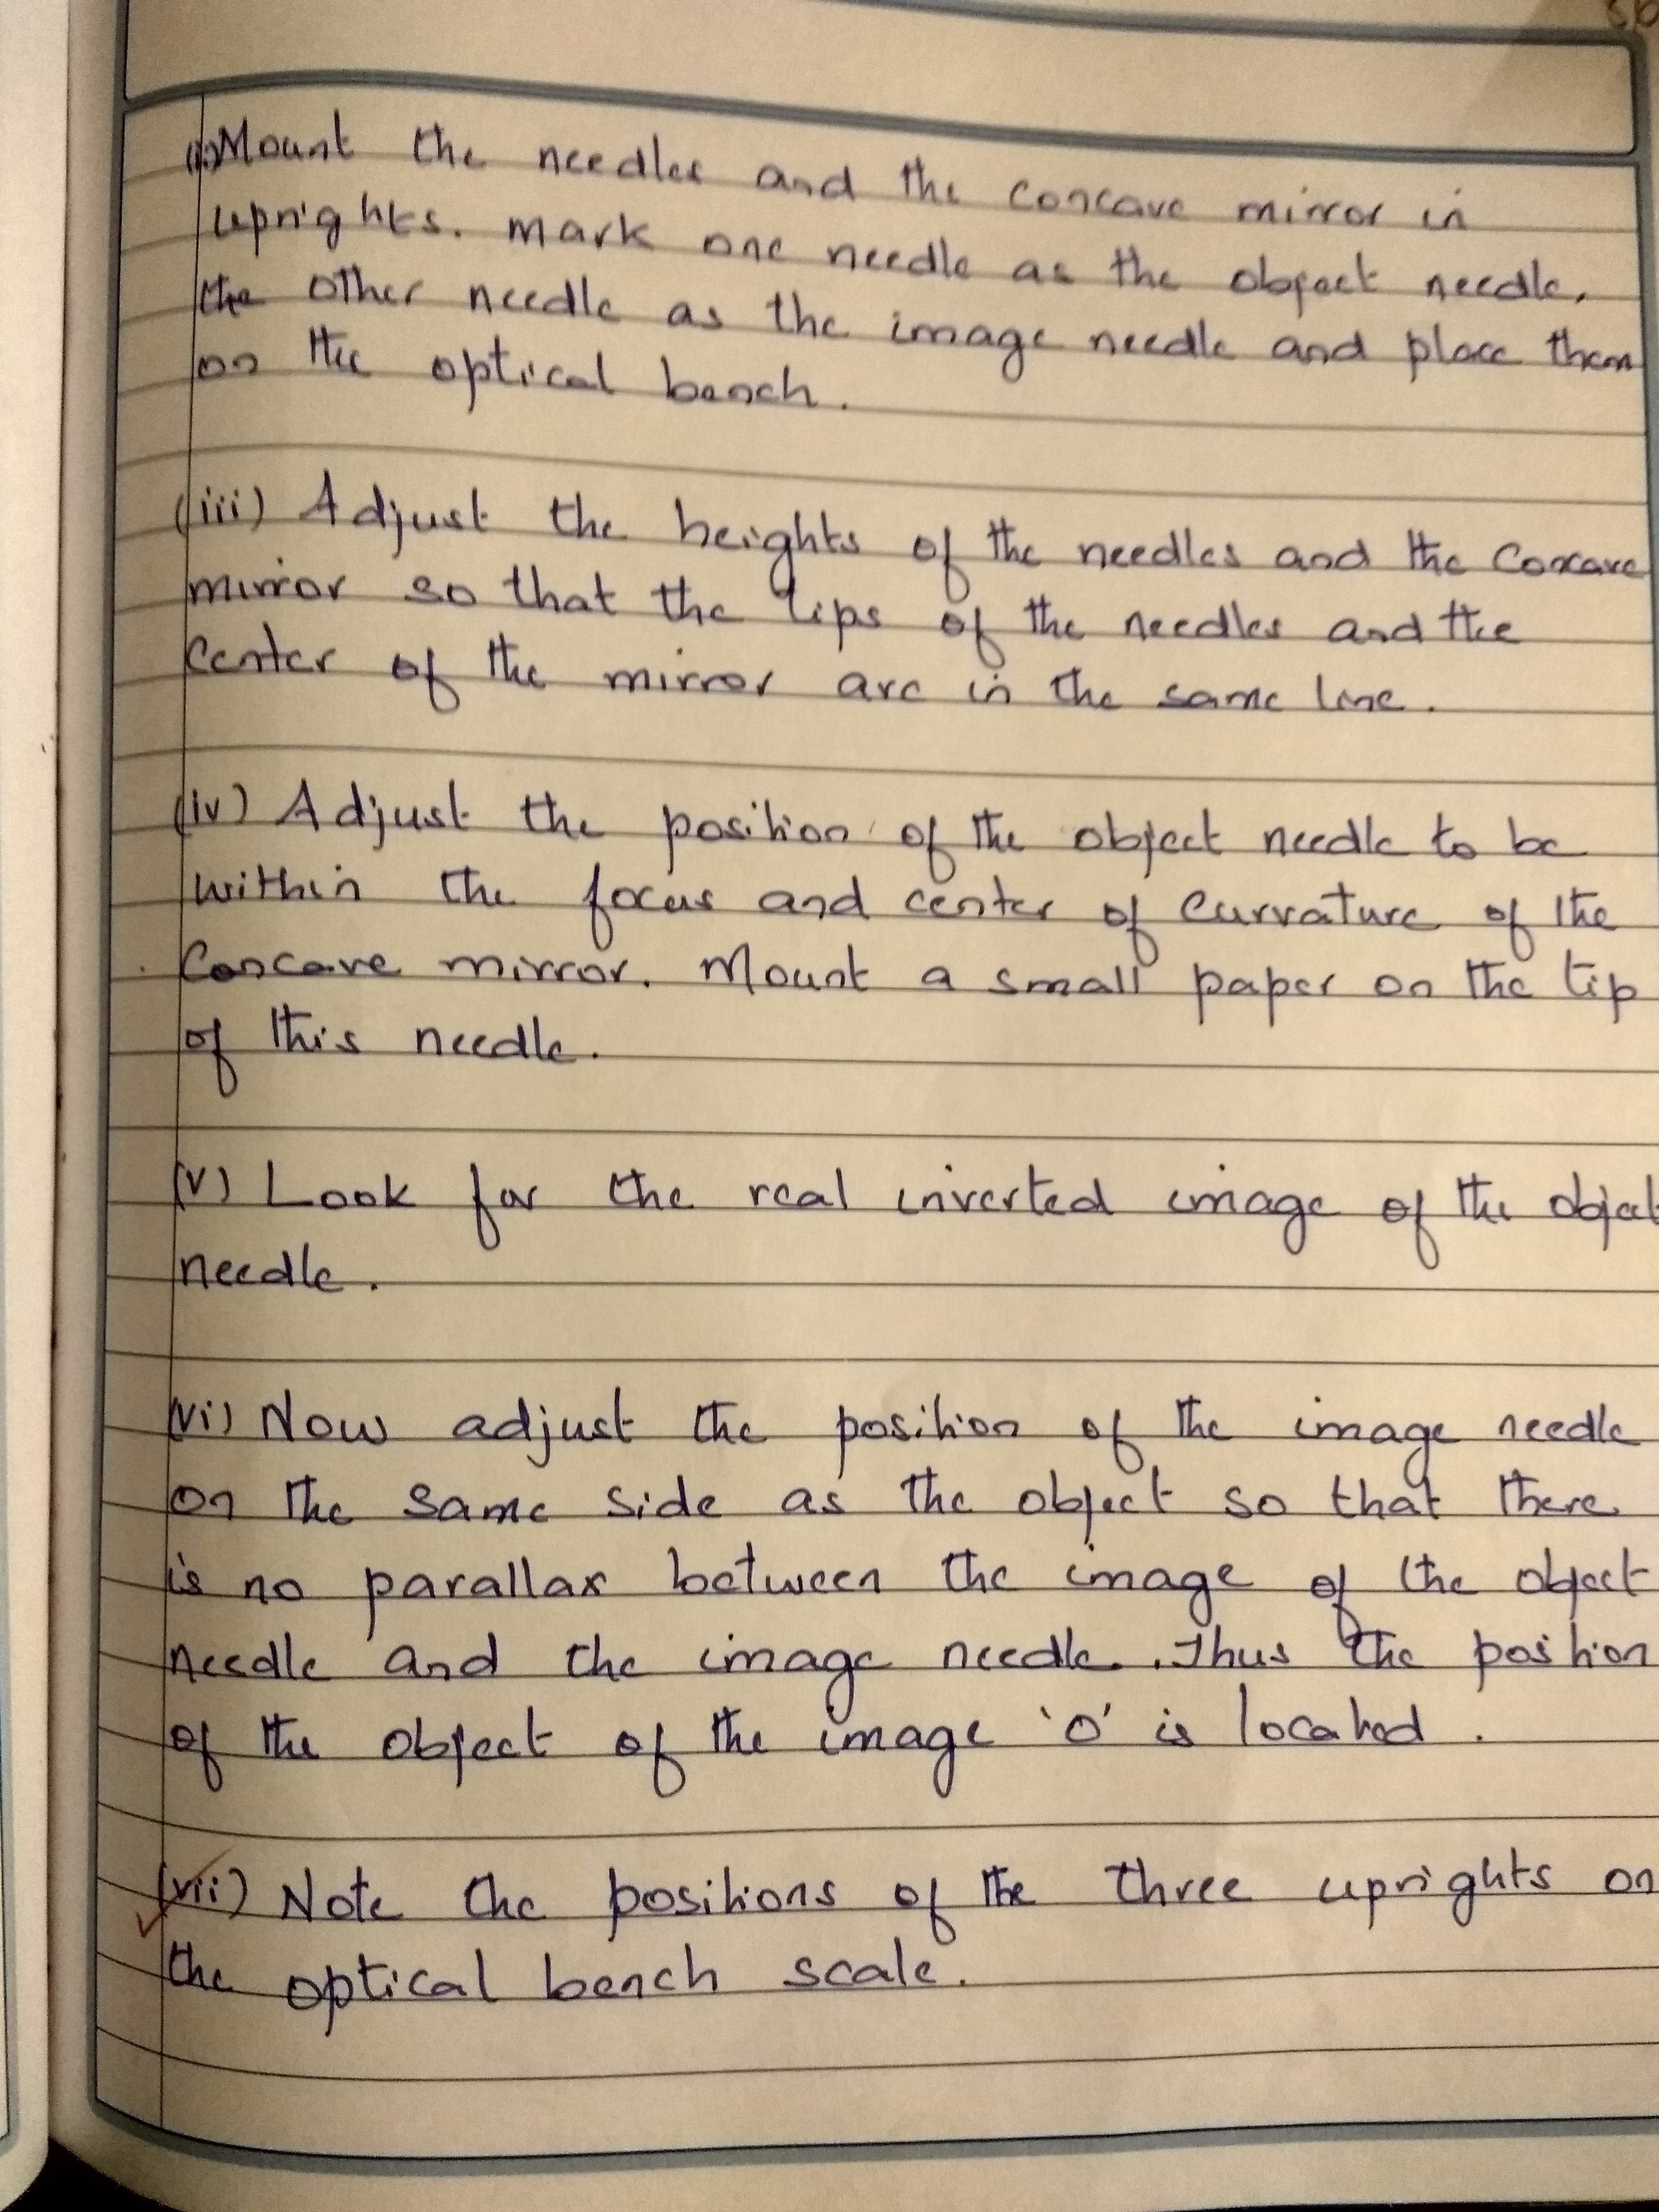 (ii) Mount the needles and the concave mirror in
uprights. Mark one needle as the object needle,
the other needle as the image needle and place them
on the optical bench.
(iii) Adjust the heights of the needles and the concave
mirror so that the tips of the needles and the
center of the mirror are in the same line.
(iv) Adjust the position of the object needle to be
within the focus and center of curvature of the
concave mirror. Mount a small paper on the tip
of this needle.
(v) Look for the real inverted image of the object
needle.
(vi) Now adjust the position of the image needle
on the same side as the object so that there
is no parallax between the image of the object
needle and the image needle. Thus the position
of the object of the image 'O' is located.
(vii) Note the positions of the three uprights on
the optical bench scale.